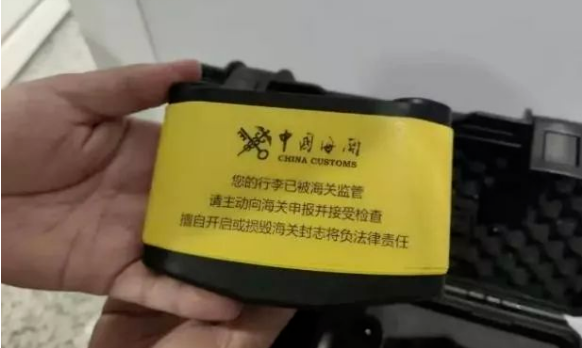 中国海关
CHINA CUSTOMS
您的行李已被海关监管
请主动向海关申报并接受检查
擅自开启或损毁海关封志将负法律责任